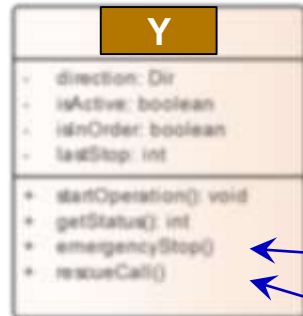 Y
- direction: Dir
- isActive: boolean
- isInOrder: boolean
- lastStop: int
+ startOperation(): void
+ getStatus(): int
+ emergencyStop()
+ rescueCall()